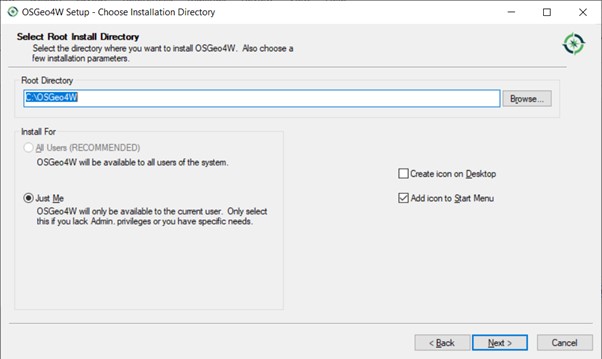 OSGeo4W Setup - Choose Installation Directory
Select Root Install Directory
Select the directory where you want to install OSGeo4W. Also choose a
few installation parameters.
Root Directory
C:\OSGeo4W
Browse...
Install For
All Users (RECOMMENDED)
OSGeo4W will be available to all users of the system.
Just Me
OSGeo4W will only be available to the current user. Only select
this if you lack Admin. privileges or you have specific needs.
Create icon on Desktop
Add icon to Start Menu
< Back
Next >
Cancel